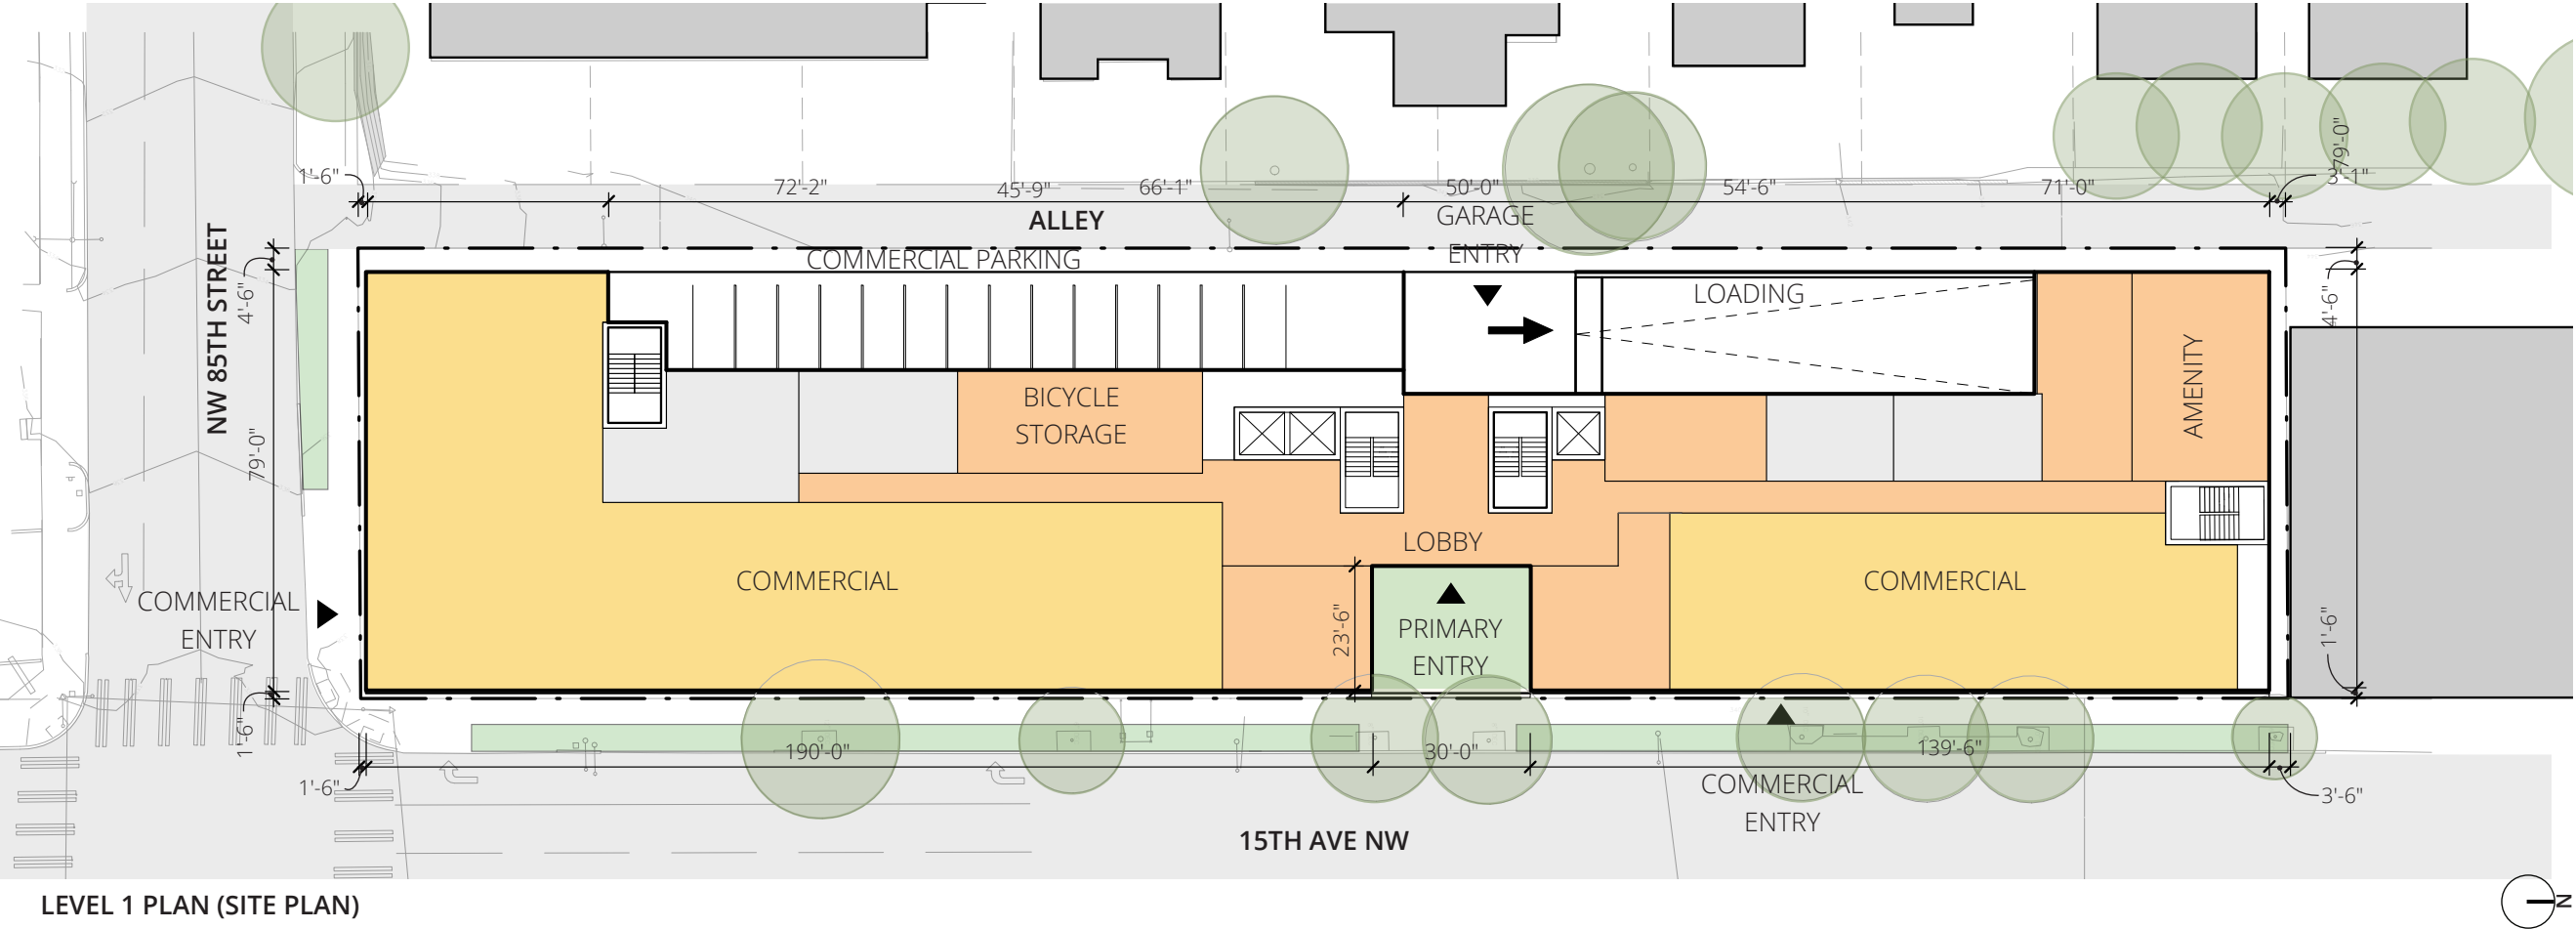 79'-0"
1'-6"
72'-2"
45'-9"
66'-1"
50'-0"
54'-6"
71'-0"
3'-1"
ALLEY
GARAGE
ENTRY
COMMERCIAL PARKING
NW 85TH STREET
4'-6"
LOADING
4'-6"
AMENITY
BICYCLE
STORAGE
79'-0"
LOBBY
COMMERCIAL
COMMERCIAL
COMMERCIAL
ENTRY
23'-6"
PRIMARY
ENTRY
1'-6"
1'-6"
190'-0"
30'-0"
139'-6"
1'-6"
COMMERCIAL
ENTRY
3'-6"
15TH AVE NW
LEVEL 1 PLAN (SITE PLAN)
N